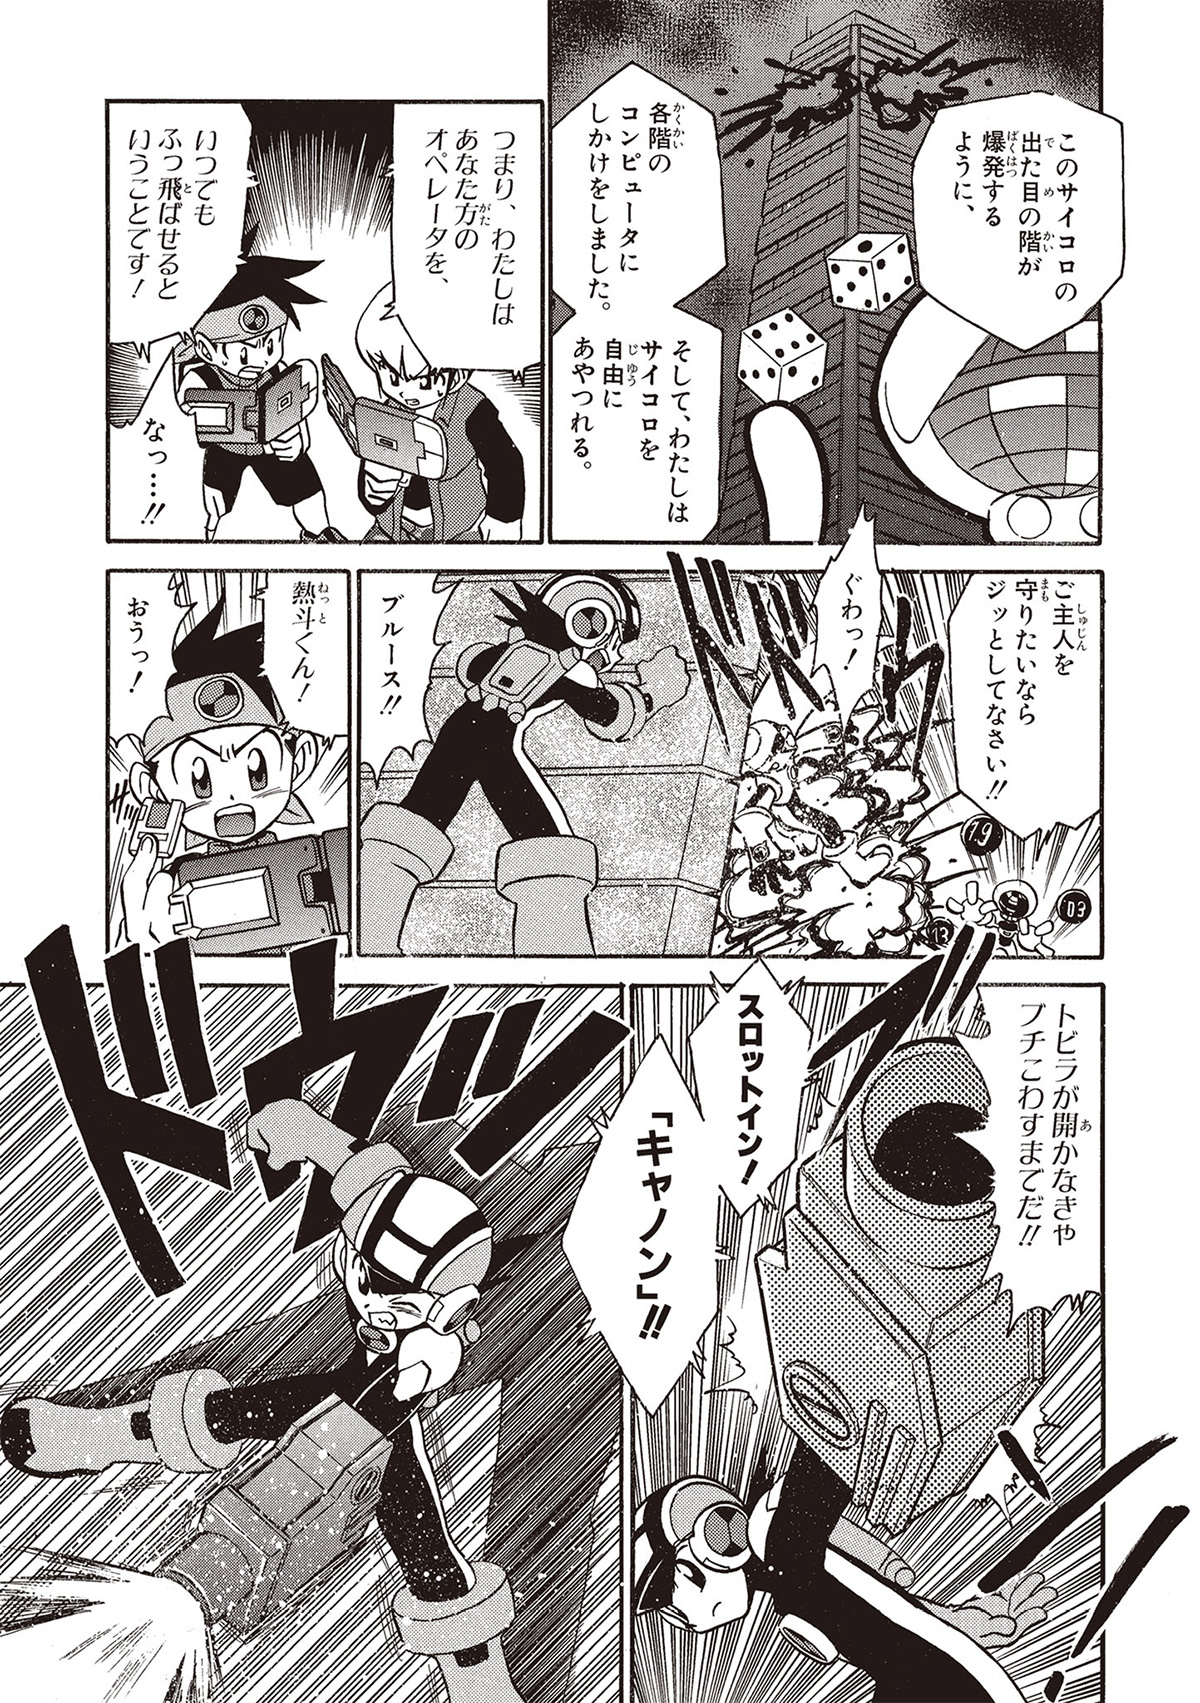 このサイコロの
出た目の階が
爆発する
ように、
各階の
コンピュータに
しかけをしました。
そして、わたしは
サイコロを
自由に
あやつれる。
つまり、わたしは
あなた方の
オペレータを、
いつでも
ふっ飛ばせると
いうことです!
なっ…!!
ご主人を
守りたいなら
ジッとしてなさい!!
ぐわっ!
19
03
13
ブルース!!
熱斗くん!
おうっ!
トビラが開かなきゃ
ブチこわすまでだ!!
スロットイン!
「キャノン」!!
ドウッ